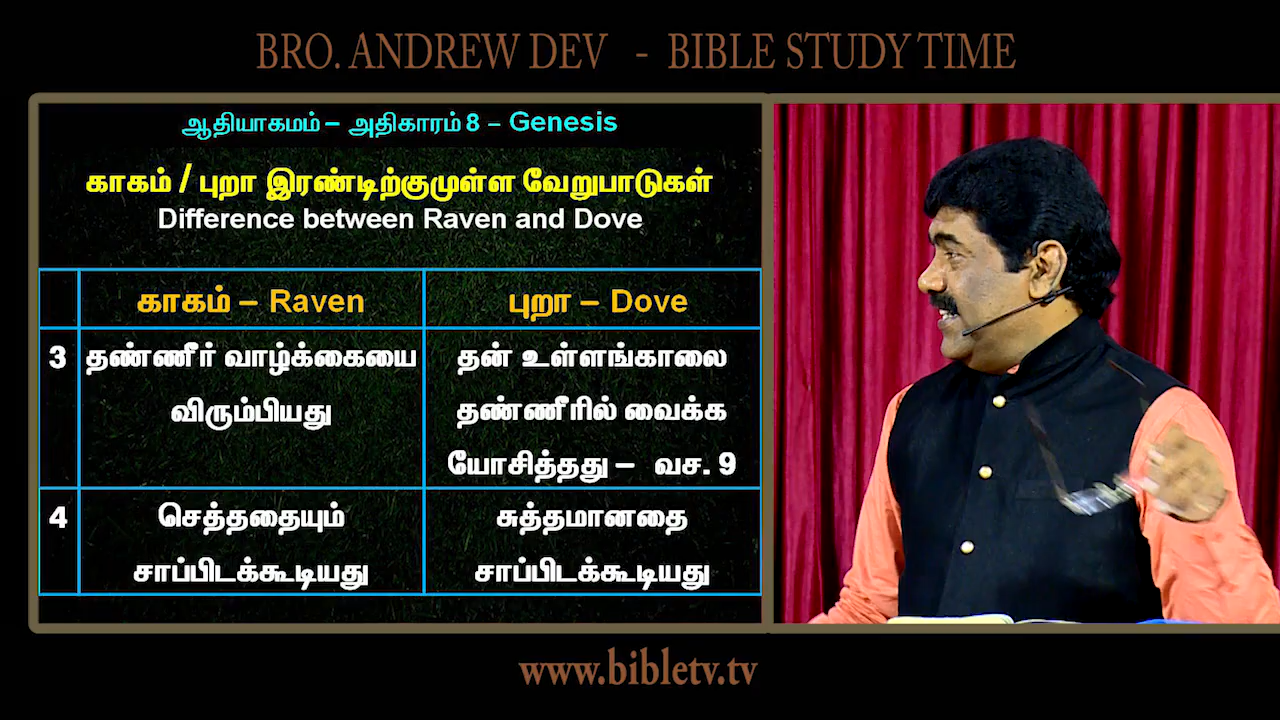 BRO. ANDREW DEV - BIBLE STUDY TIME
ஆதியாகமம் – அதிகாரம் 8 – Genesis
காகம் / புறா இரண்டிற்குமுள்ள வேறுபாடுகள்
Difference between Raven and Dove
காகம் – Raven
புறா – Dove
3
தண்ணீர் வாழ்க்கையை
விரும்பியது
தன் உள்ளங்காலை
தண்ணீரில் வைக்க
யோசித்தது – வச. 9
4
செத்ததையும்
சாப்பிடக்கூடியது
சுத்தமானதை
சாப்பிடக்கூடியது
www.bibletv.tv